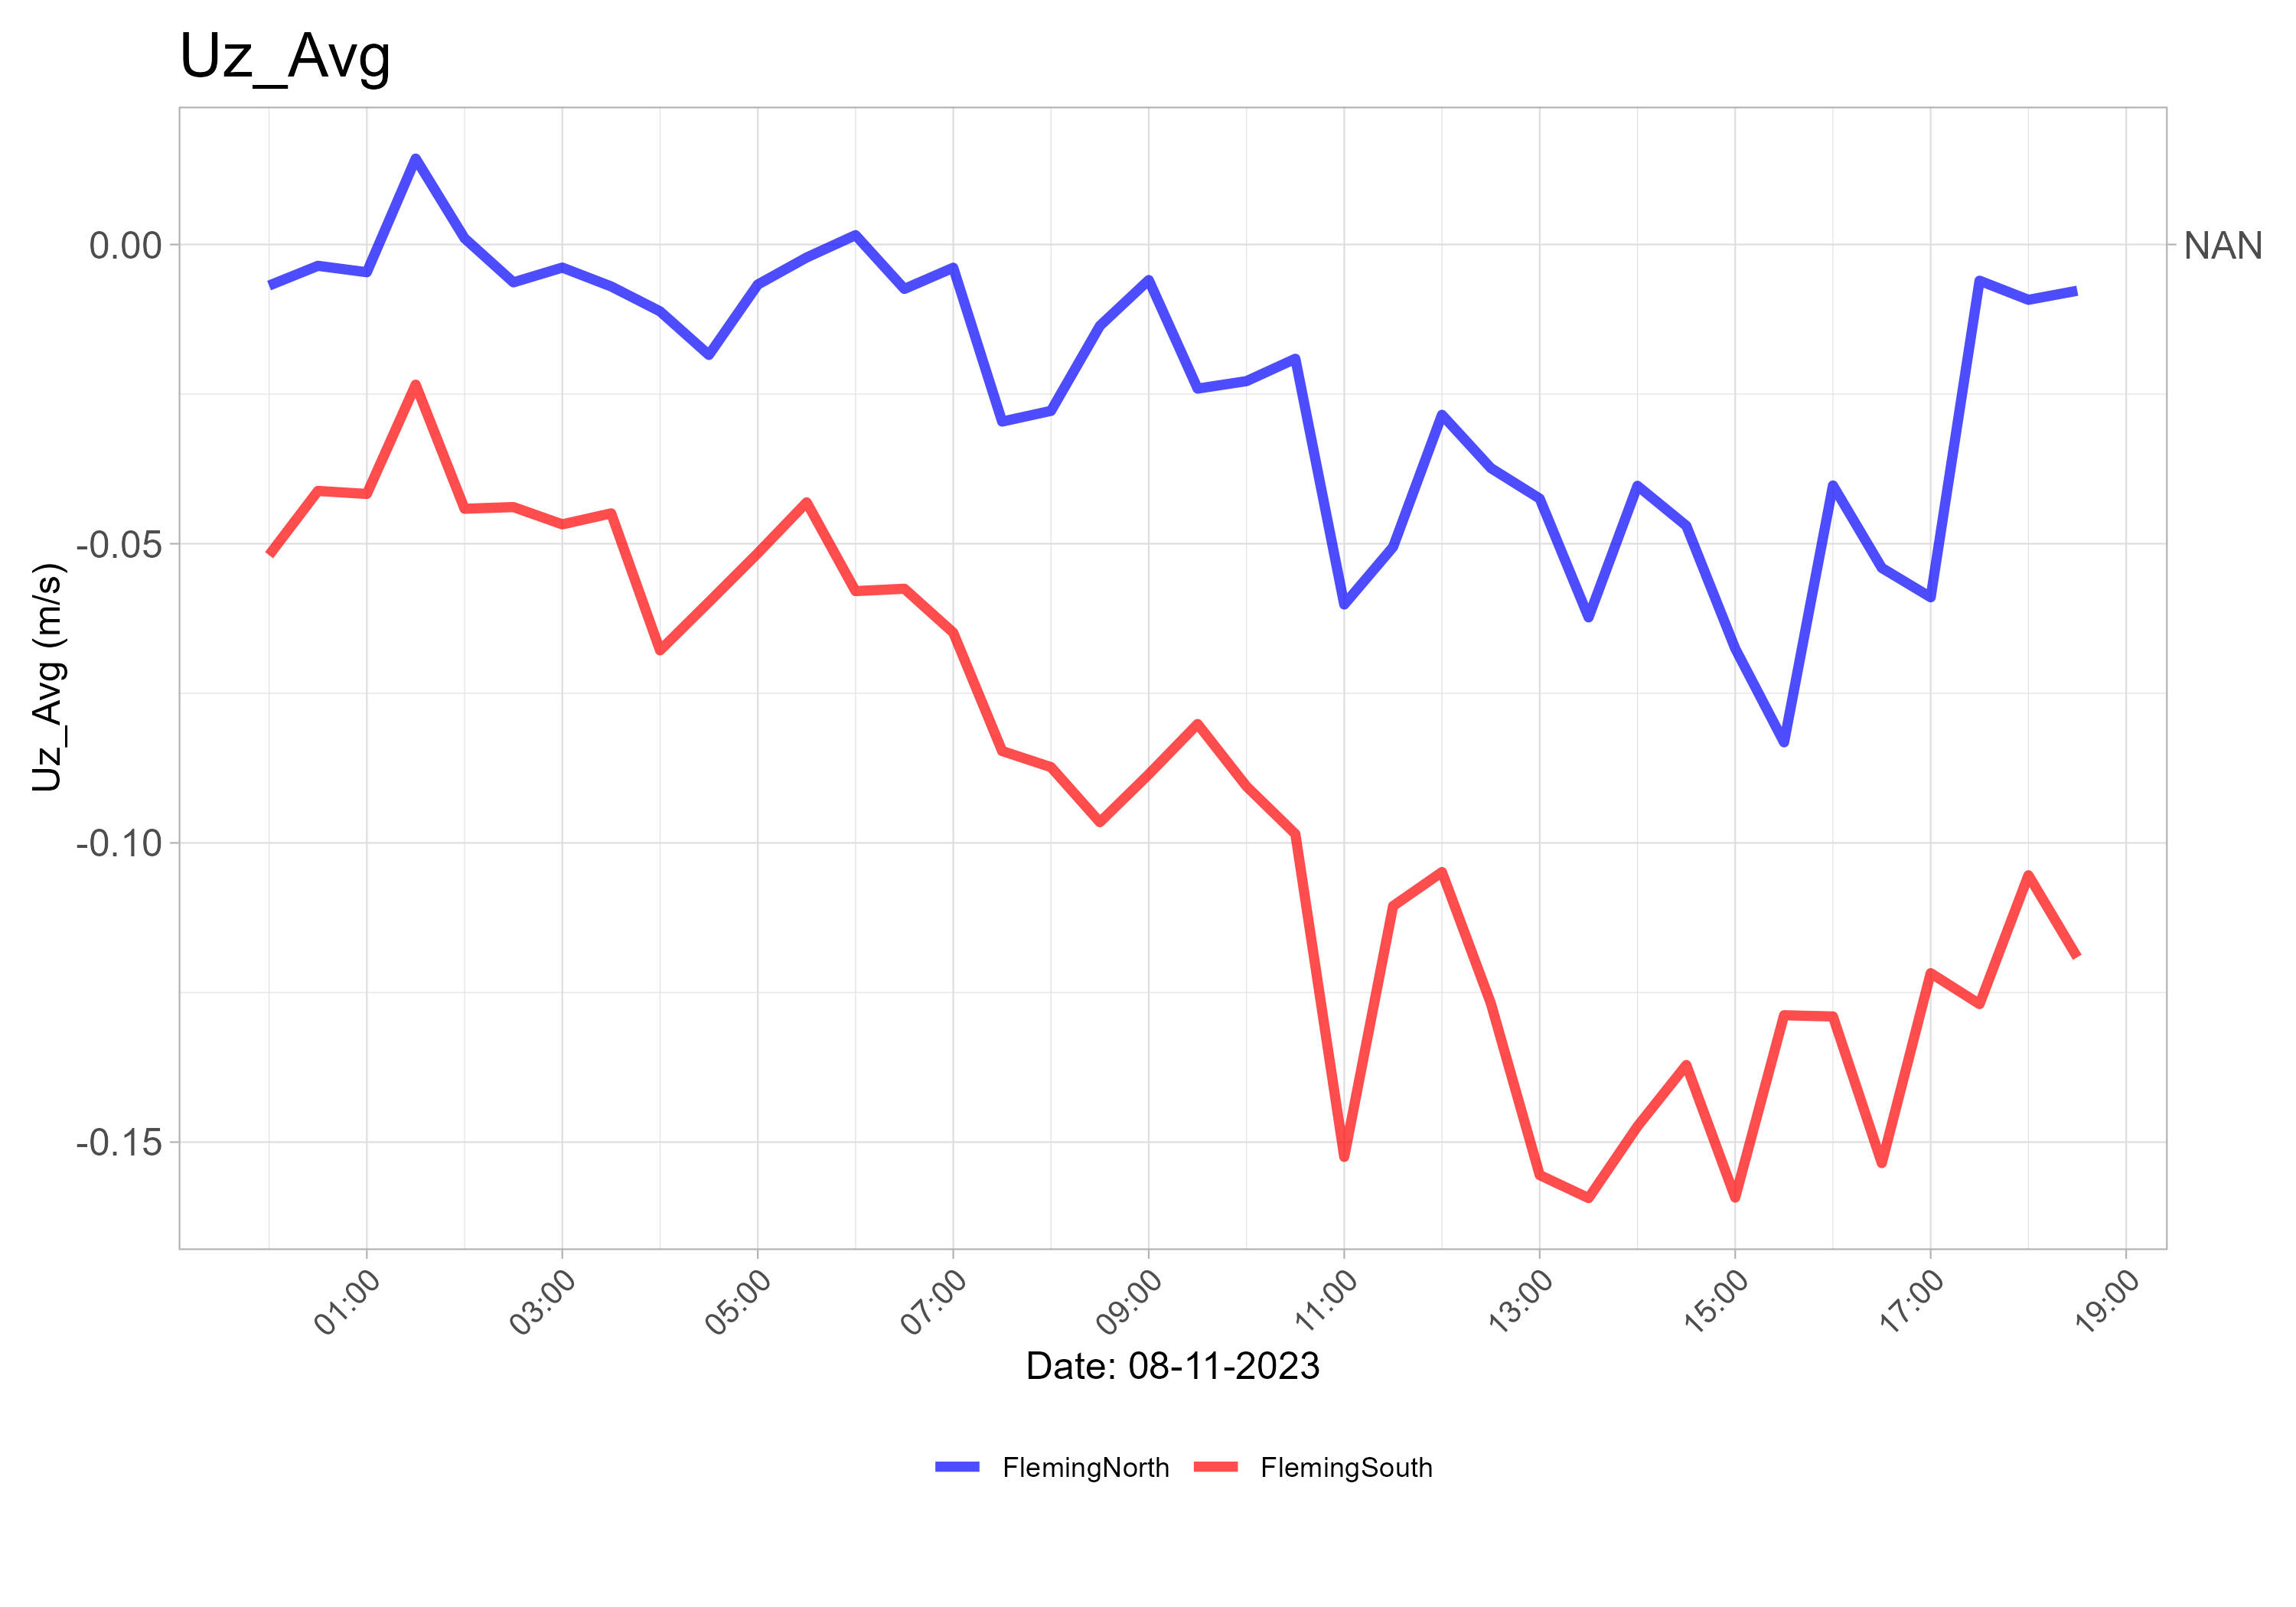 Uz_Avg
0.00
-0.05
-0.10
-0.15
NAN
Uz_Avg (m/s)
01:00 03:00 05:00 07:00 09:00 11:00 13:00 15:00 17:00 19:00
Date: 08-11-2023
FlemingNorth FlemingSouth